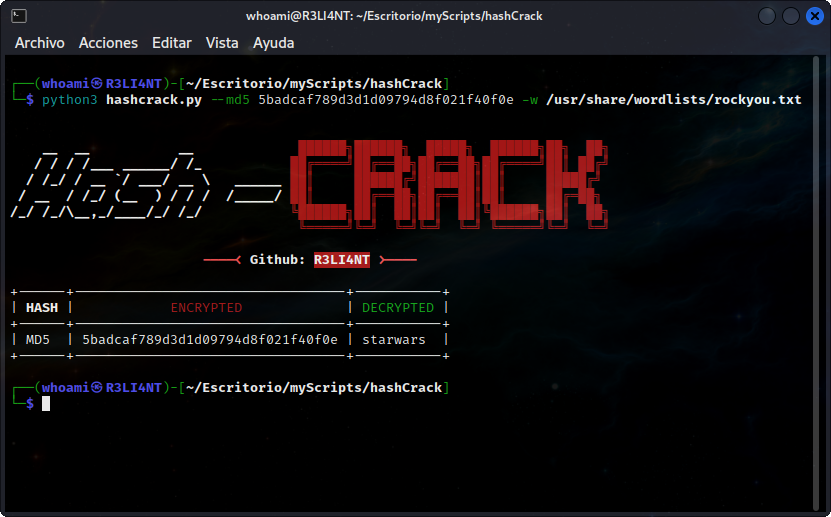 whoami@R3LI4NT: ~/Escritorio/myScripts/hashCrack
Archivo Acciones Editar Vista Ayuda
┌──(whoami㉿R3LI4NT)-[~/Escritorio/myScripts/hashCrack]
└─$ python3 hashcrack.py --md5 5badcaf789d3d1d09794d8f021f40f0e -w /usr/share/wordlists/rockyou.txt
Hash - CRACK
───< Github: R3LI4NT >───
| HASH | ENCRYPTED | DECRYPTED |
| MD5 | 5badcaf789d3d1d09794d8f021f40f0e | starwars |
┌──(whoami㉿R3LI4NT)-[~/Escritorio/myScripts/hashCrack]
└─$